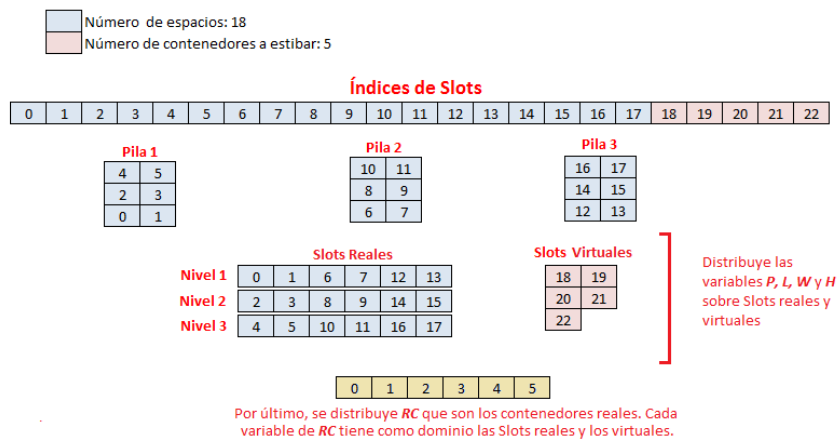 Número de espacios: 18
Número de contenedores a estibar: 5
Índices de Slots
0 1 2 3 4 5 6 7 8 9 10 11 12 13 14 15 16 17 18 19 20 21 22
Pila 1 Pila 2 Pila 3
4 5 10 11 16 17
2 3 8 9 14 15
0 1 6 7 12 13
Slots Reales Slots Virtuales
Nivel 1 0 1 6 7 12 13 18 19
Nivel 2 2 3 8 9 14 15 20 21
Nivel 3 4 5 10 11 16 17 22
Distribuye las
variables P, L, W y H
sobre Slots reales y
virtuales
0 1 2 3 4 5
Por último, se distribuye RC que son los contenedores reales. Cada
variable de RC tiene como dominio las Slots reales y los virtuales.